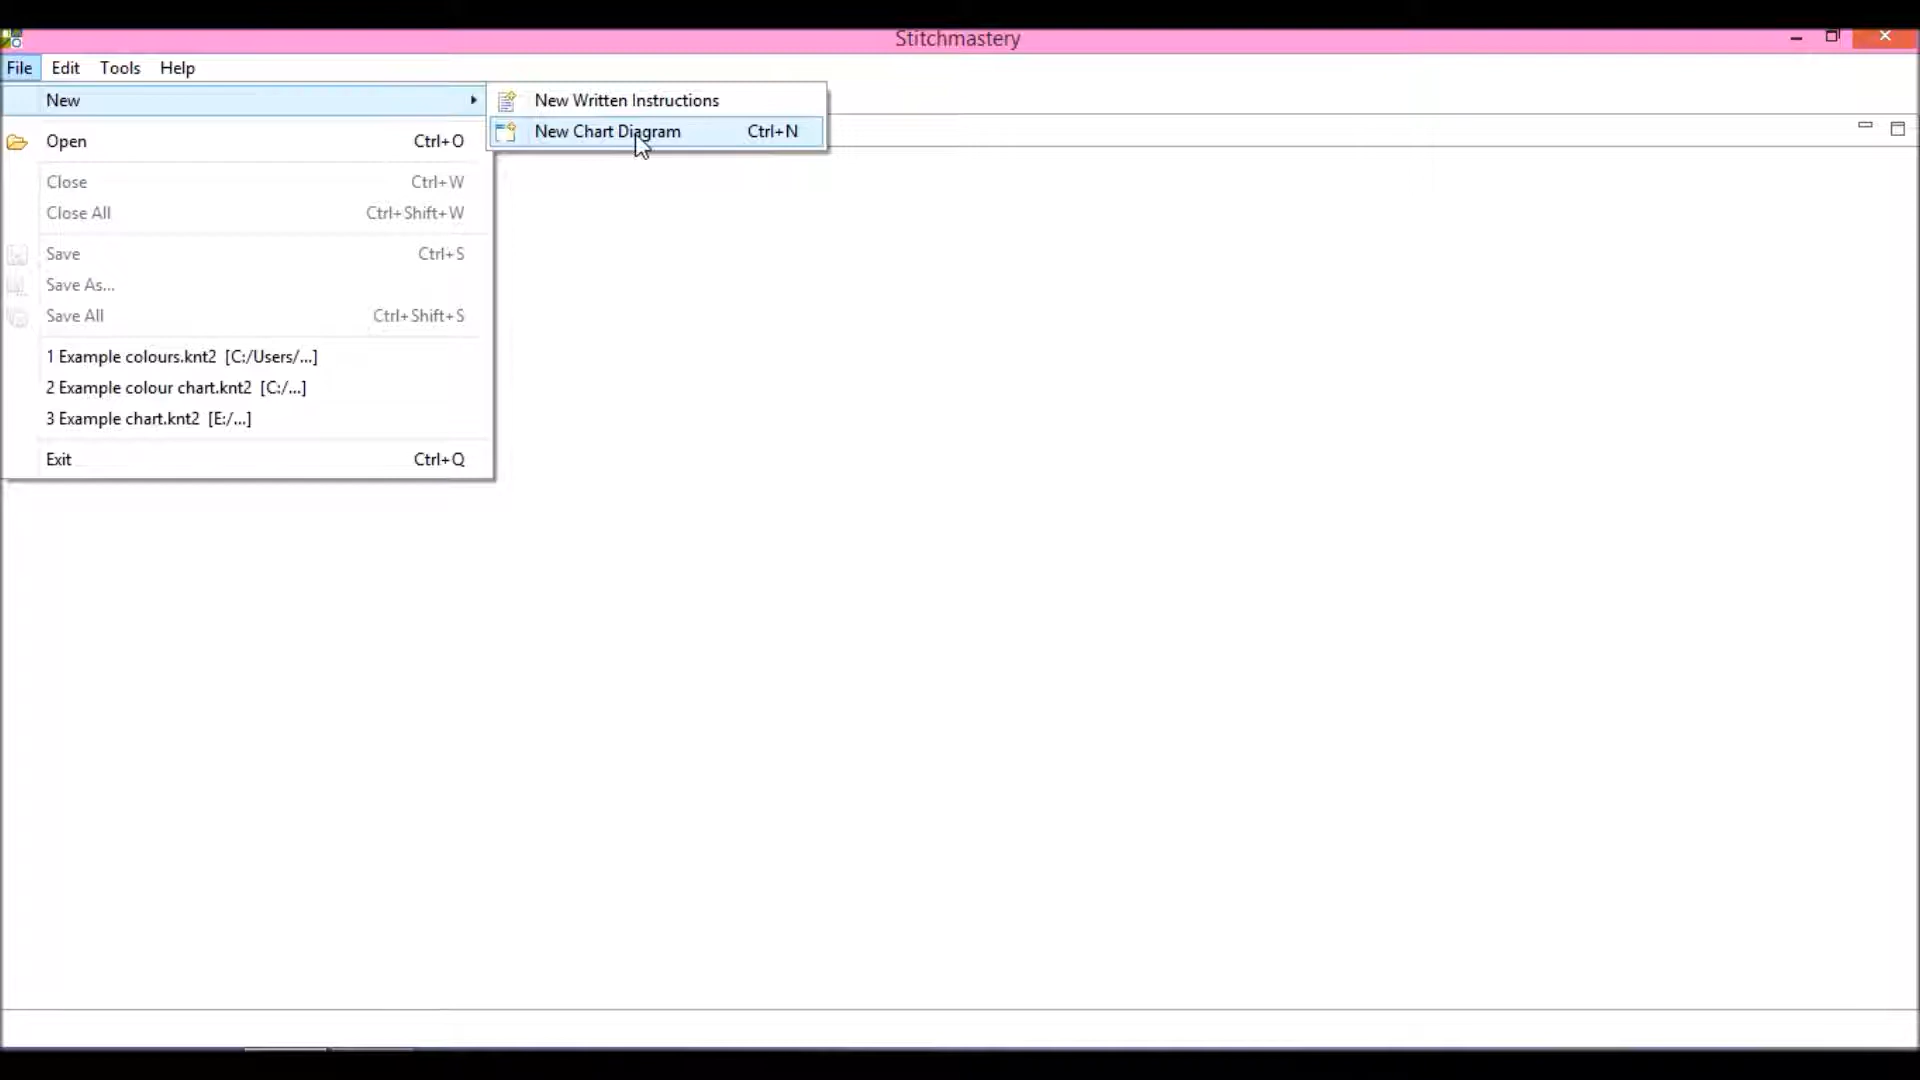 Stitchmastery
File Edit Tools Help
New
New Written Instructions
New Chart Diagram Ctrl+N
Open Ctrl+O
Close Ctrl+W
Close All Ctrl+Shift+W
Save Ctrl+S
Save As...
Save All Ctrl+Shift+S
1 Example colours.knt2 [C:/Users/...]
2 Example colour chart.knt2 [C:/...]
3 Example chart.knt2 [E:/...]
Exit Ctrl+Q